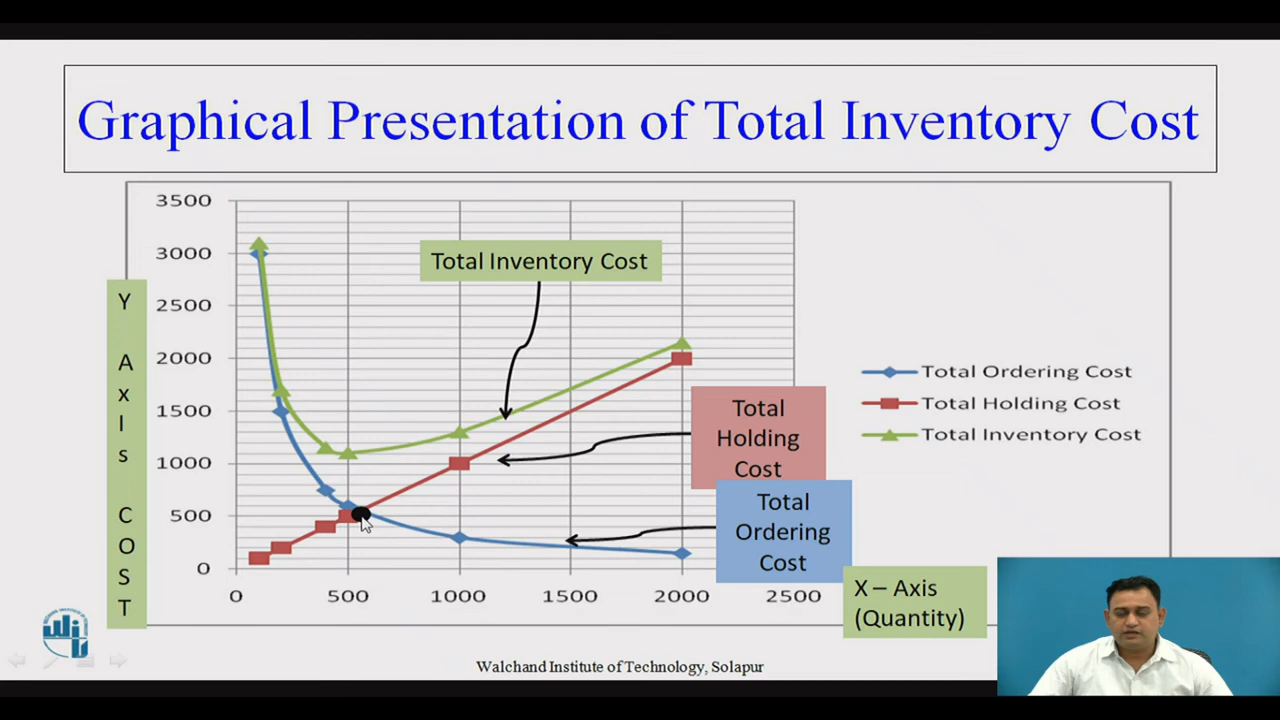 Graphical Presentation of Total Inventory Cost
3500
3000
2500
2000
1500
1000
500
0
0 500 1000 1500 2000 2500
Y AxIs COST
Total Inventory Cost
Total
Holding
Cost
Total
Ordering
Cost
X – Axis
(Quantity)
Total Ordering Cost
Total Holding Cost
Total Inventory Cost
Walchand Institute of Technology, Solapur